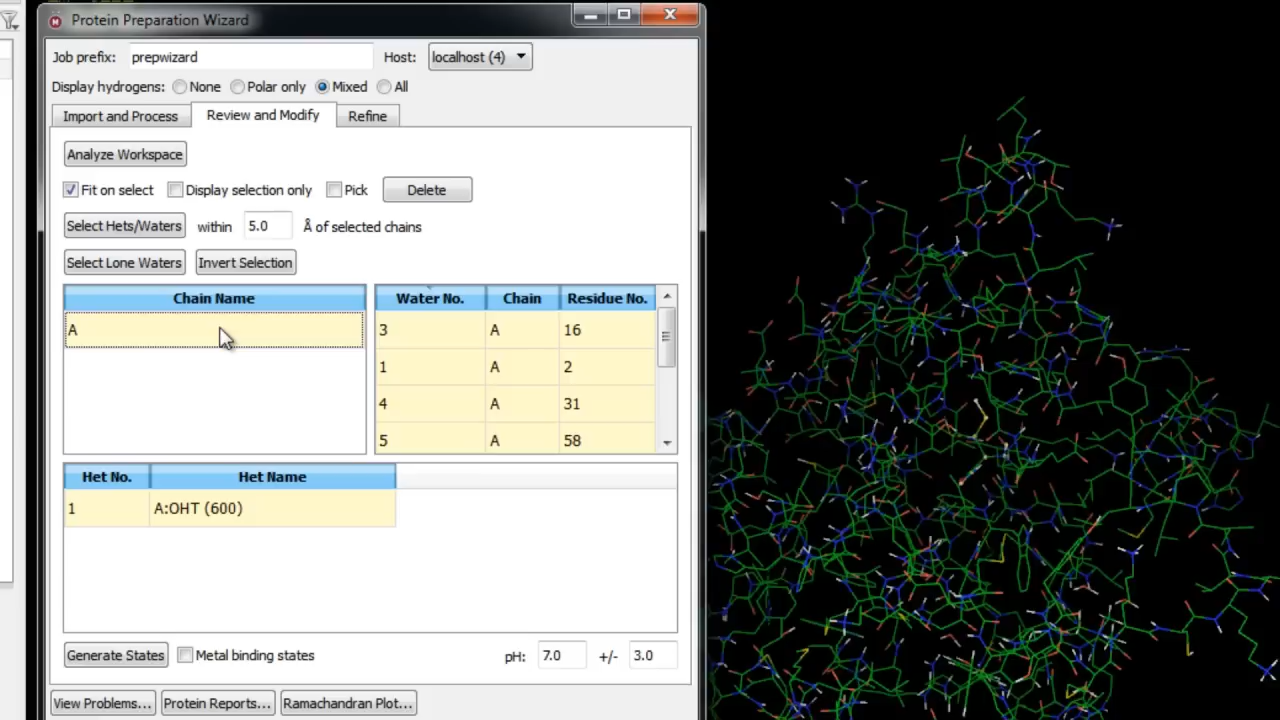 Protein Preparation Wizard
Job prefix: prepwizard Host: localhost (4)
Display hydrogens: None Polar only Mixed All
Import and Process Review and Modify Refine
Analyze Workspace
Fit on select Display selection only Pick Delete
Select Hets/Waters within 5.0 Å of selected chains
Select Lone Waters Invert Selection
Chain Name Water No. Chain Residue No.
A 3 A 16
1 A 2
4 A 31
5 A 58
Het No. Het Name
1 A:OHT (600)
Generate States Metal binding states pH: 7.0 +/- 3.0
View Problems... Protein Reports... Ramachandran Plot...